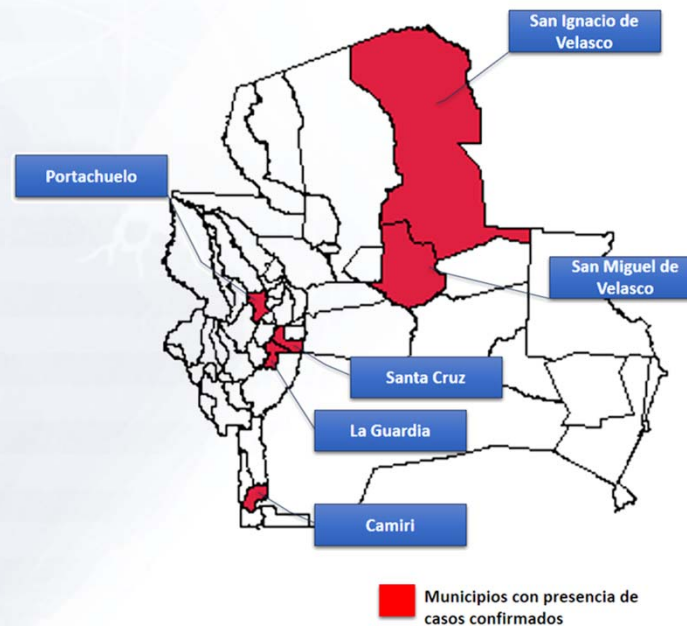 San Ignacio de
Velasco
Portachuelo
San Miguel de
Velasco
Santa Cruz
La Guardia
Camiri
Municipios con presencia de
casos confirmados